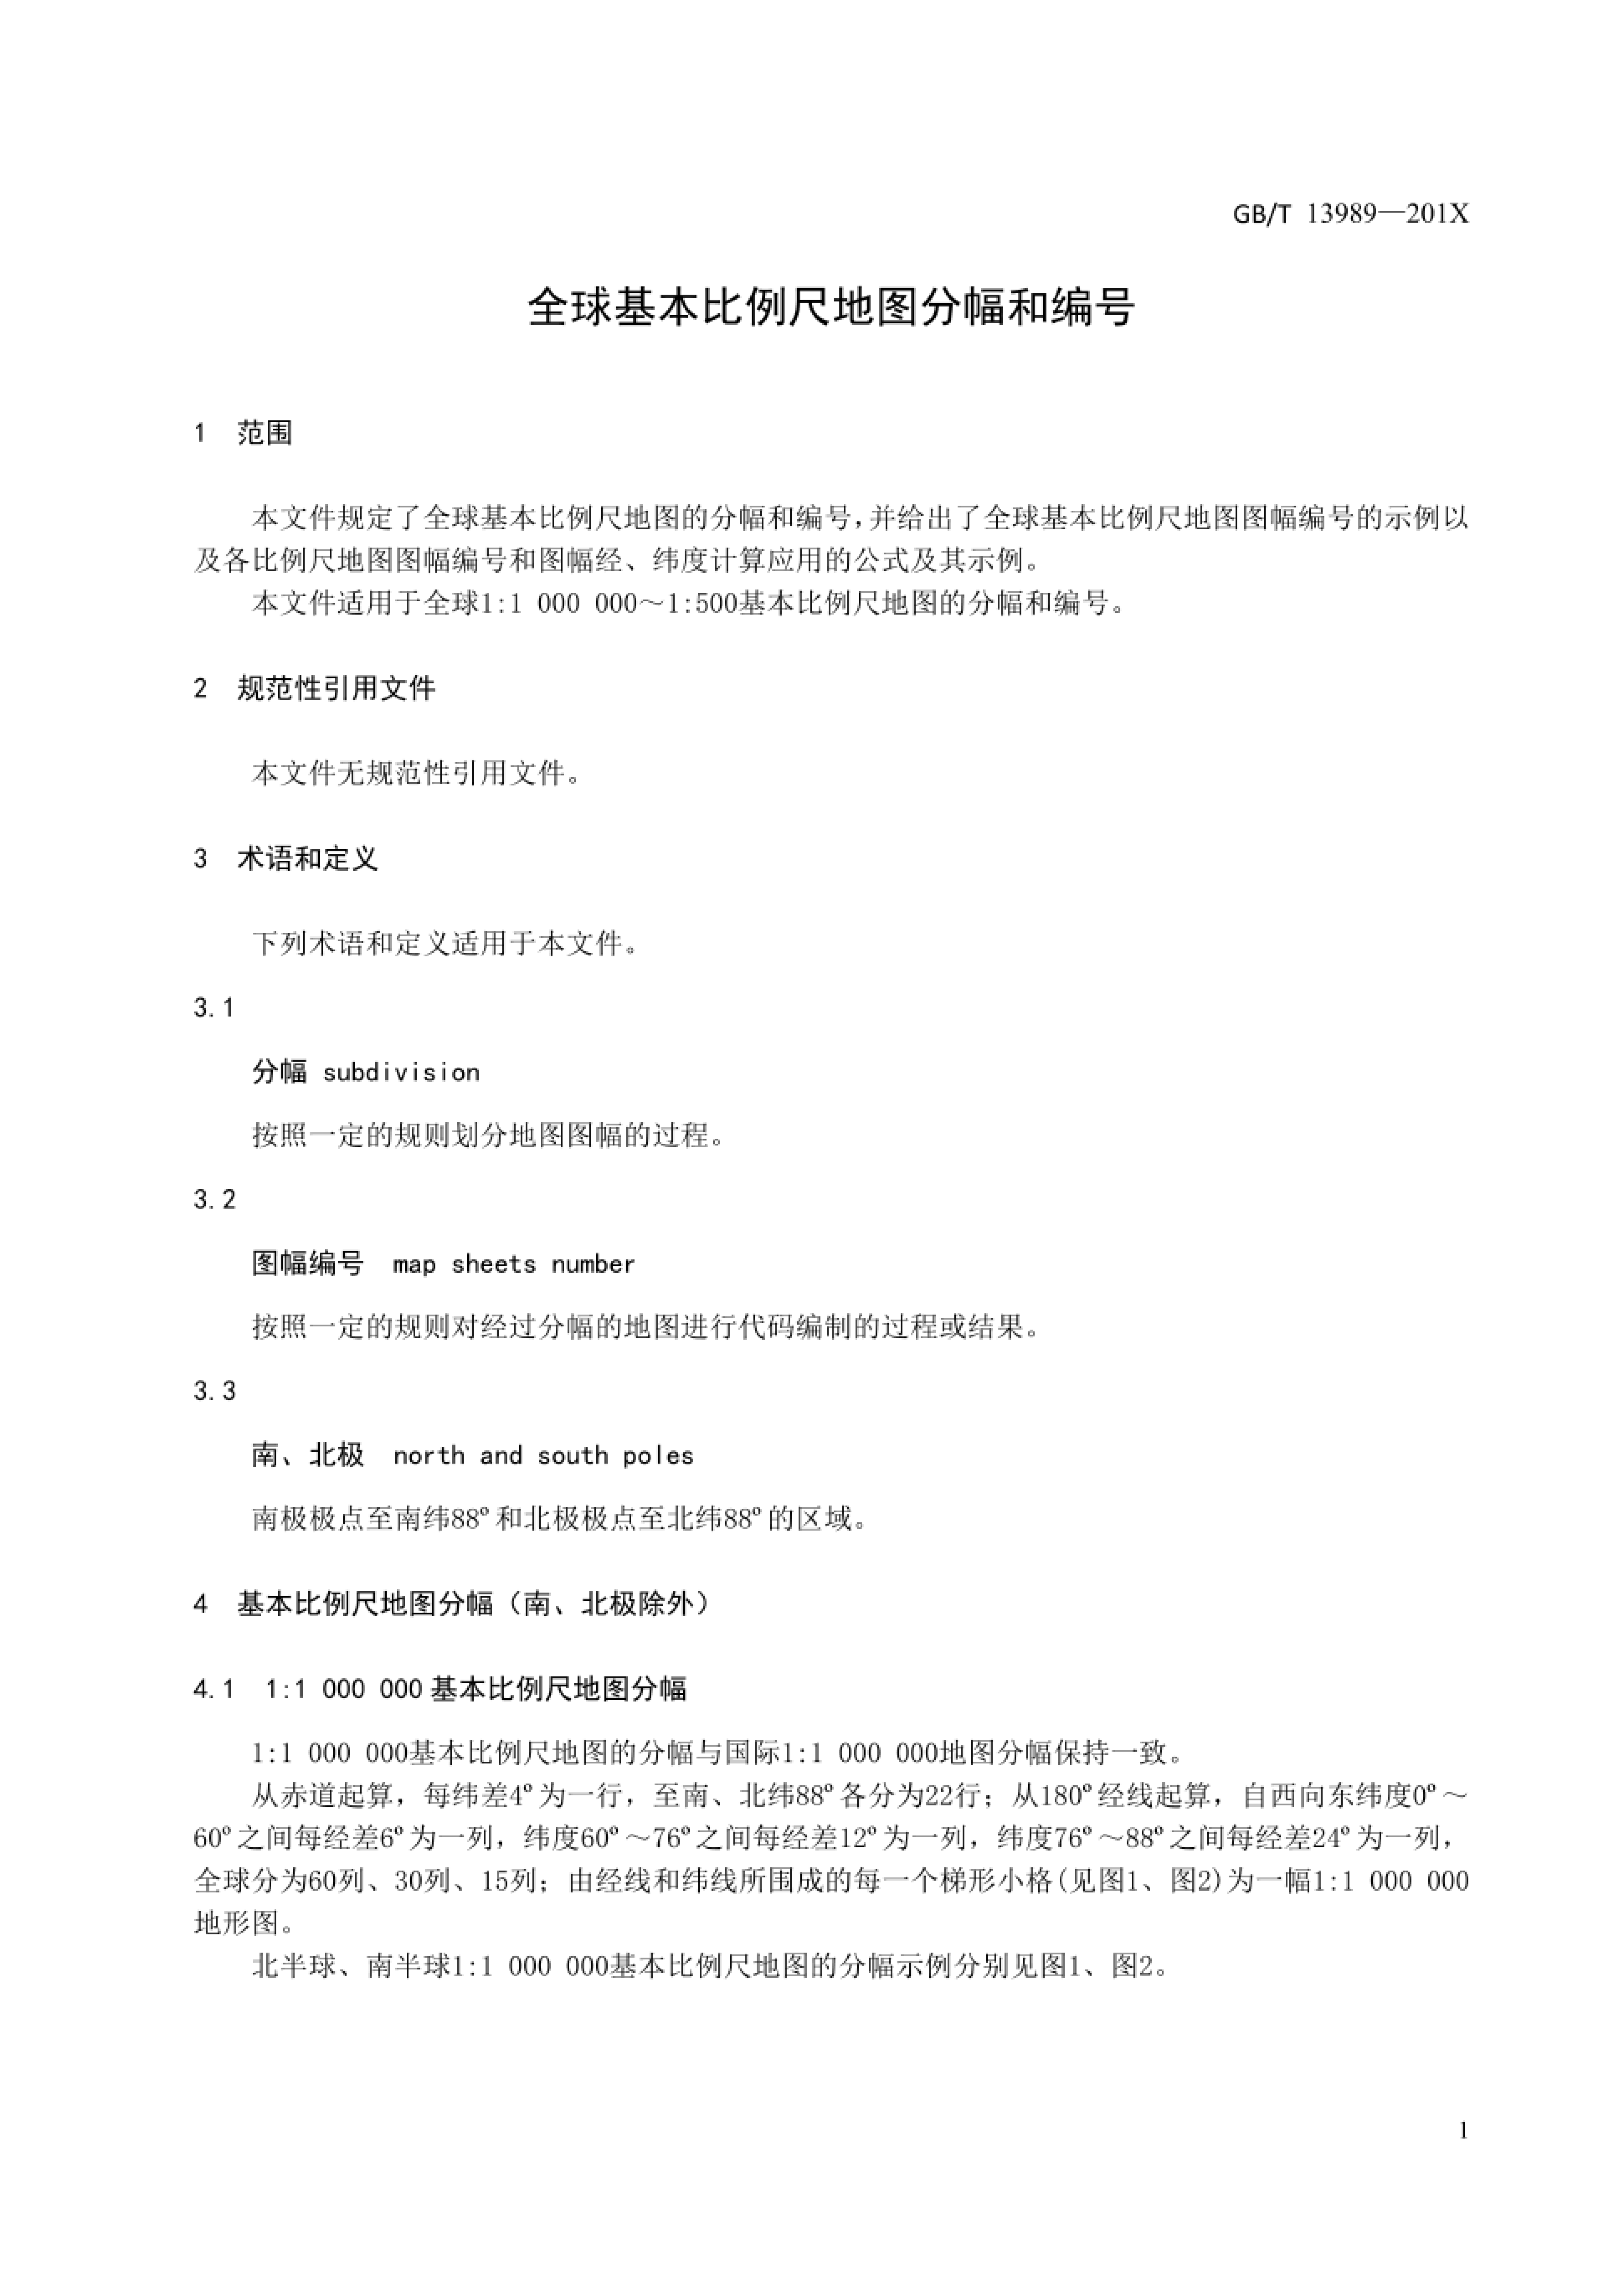 GB/T 13989—201X
全球基本比例尺地图分幅和编号
1 范围
本文件规定了全球基本比例尺地图的分幅和编号,并给出了全球基本比例尺地图图幅编号的示例以
及各比例尺地图图幅编号和图幅经、纬度计算应用的公式及其示例。
本文件适用于全球1:1 000 000～1:500基本比例尺地图的分幅和编号。
2 规范性引用文件
本文件无规范性引用文件。
3 术语和定义
下列术语和定义适用于本文件。
3.1
分幅 subdivision
按照一定的规则划分地图图幅的过程。
3.2
图幅编号 map sheets number
按照一定的规则对经过分幅的地图进行代码编制的过程或结果。
3.3
南、北极 north and south poles
南极极点至南纬88º和北极极点至北纬88º的区域。
4 基本比例尺地图分幅（南、北极除外）
4.1 1:1 000 000基本比例尺地图分幅
1:1 000 000基本比例尺地图的分幅与国际1:1 000 000地图分幅保持一致。
从赤道起算，每纬差4º为一行，至南、北纬88º各分为22行；从180º经线起算，自西向东纬度0º～
60º之间每经差6º为一列，纬度60º～76º之间每经差12º为一列，纬度76º～88º之间每经差24º为一列，
全球分为60列、30列、15列；由经线和纬线所围成的每一个梯形小格(见图1、图2)为一幅1:1 000 000
地形图。
北半球、南半球1:1 000 000基本比例尺地图的分幅示例分别见图1、图2。
1